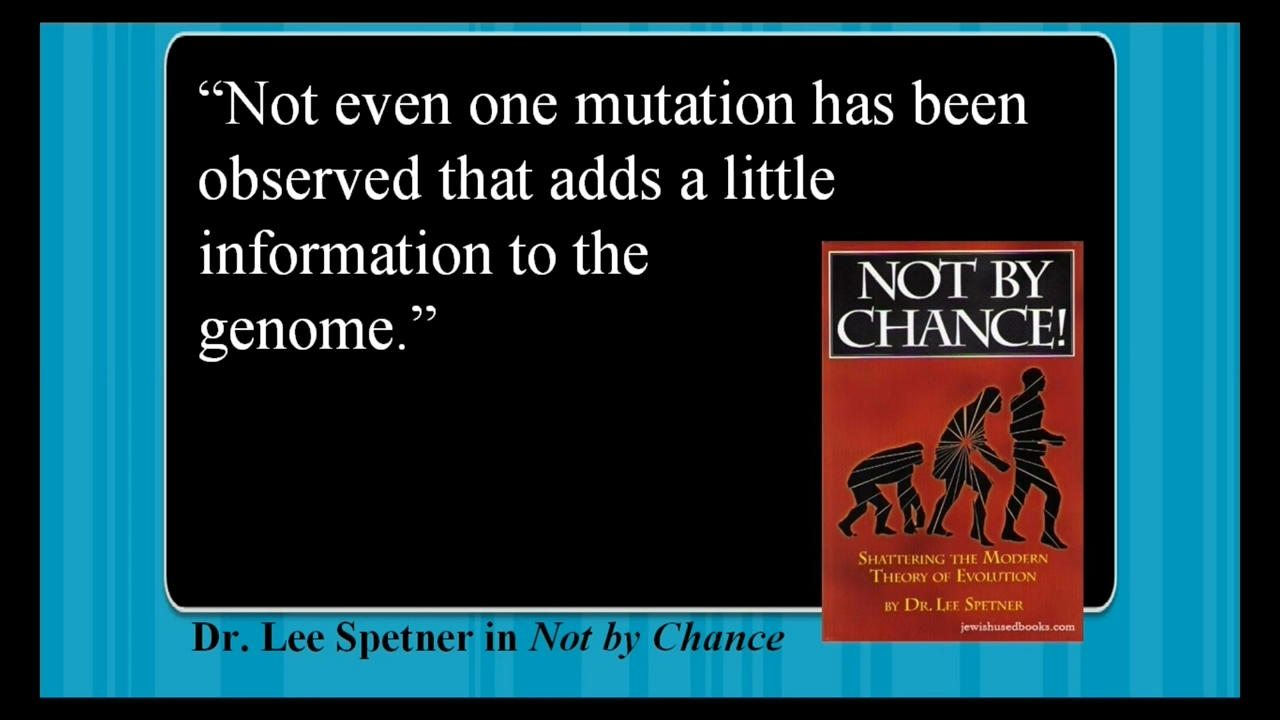 “Not even one mutation has been
observed that adds a little
information to the
genome.”
NOT BY
CHANCE!
SHATTERING THE MODERN
THEORY OF EVOLUTION
BY DR. LEE SPETNER
jewishusedbooks.com
Dr. Lee Spetner in Not by Chance